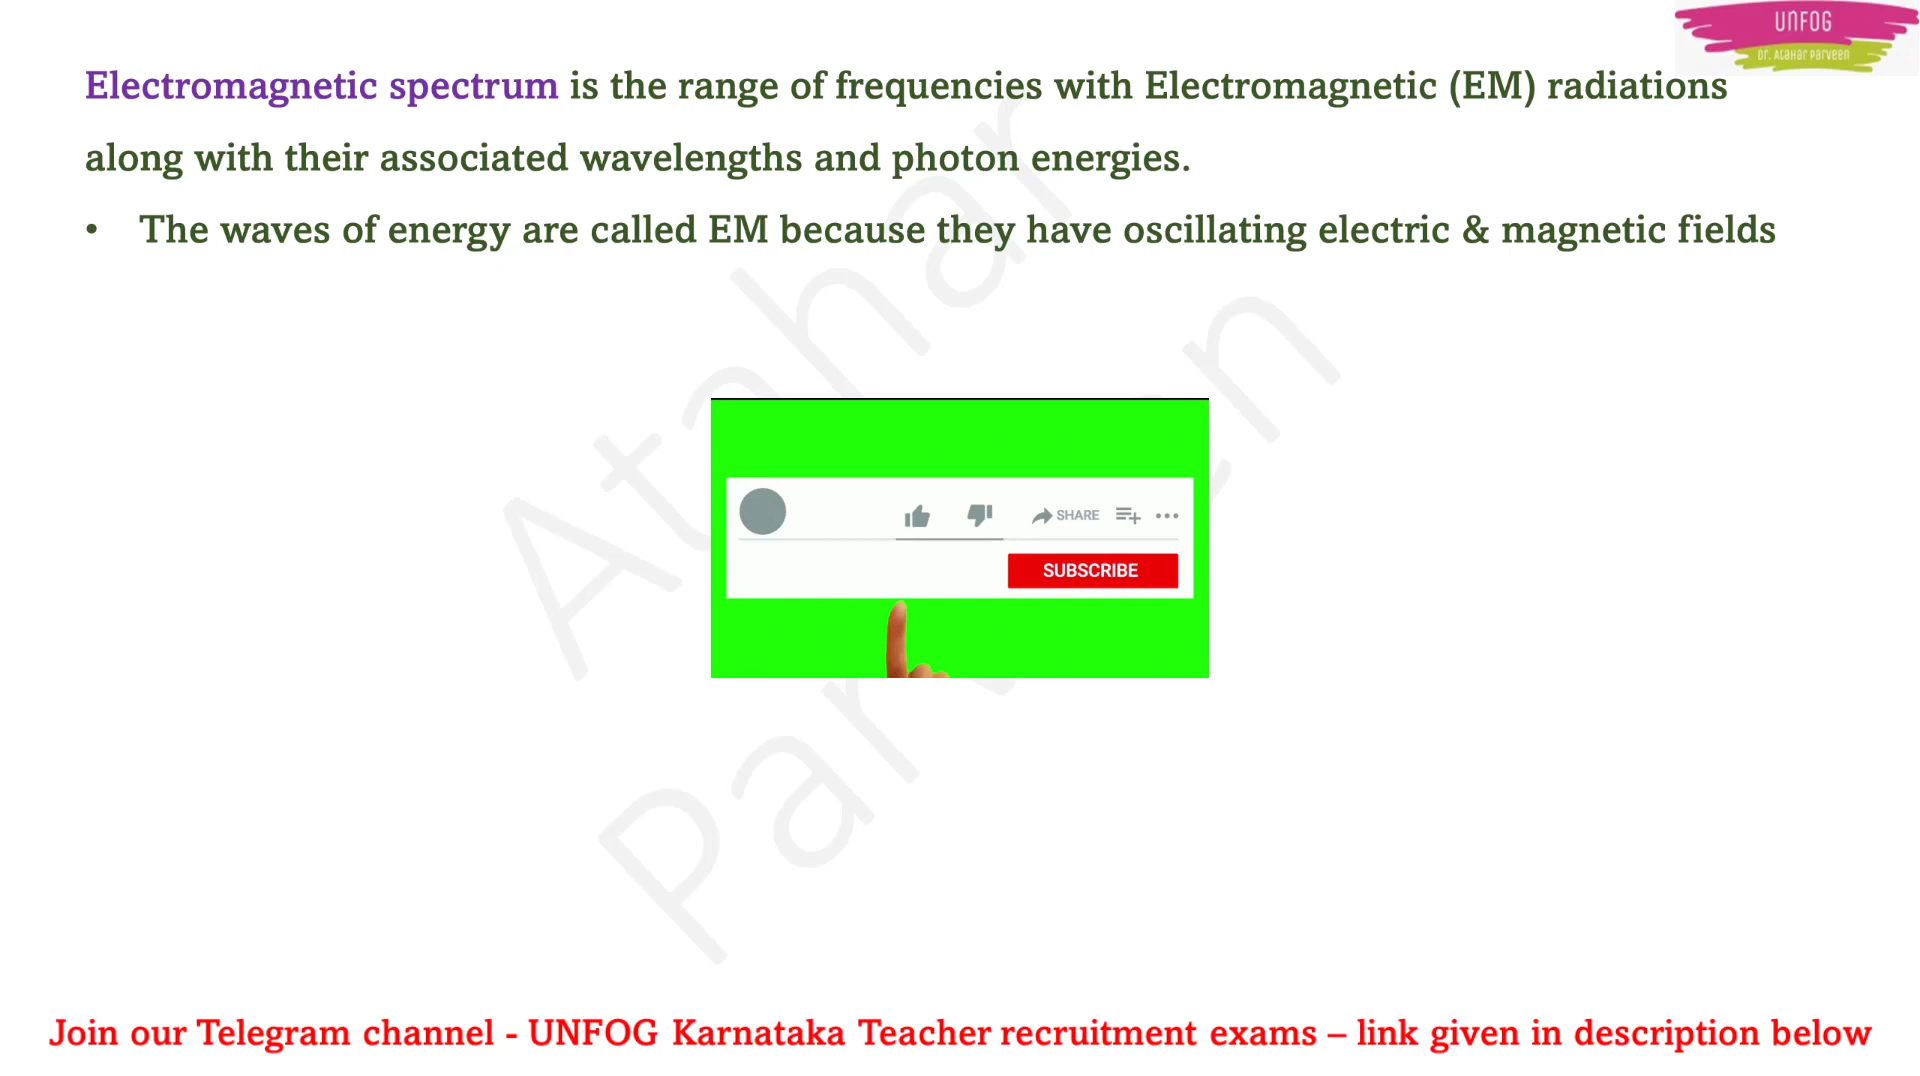 UNFOG
Dr. Atahar Parveen
Electromagnetic spectrum is the range of frequencies with Electromagnetic (EM) radiations
along with their associated wavelengths and photon energies.
• The waves of energy are called EM because they have oscillating electric & magnetic fields
Atahar
Parveen
SHARE
SUBSCRIBE
Join our Telegram channel - UNFOG Karnataka Teacher recruitment exams – link given in description below